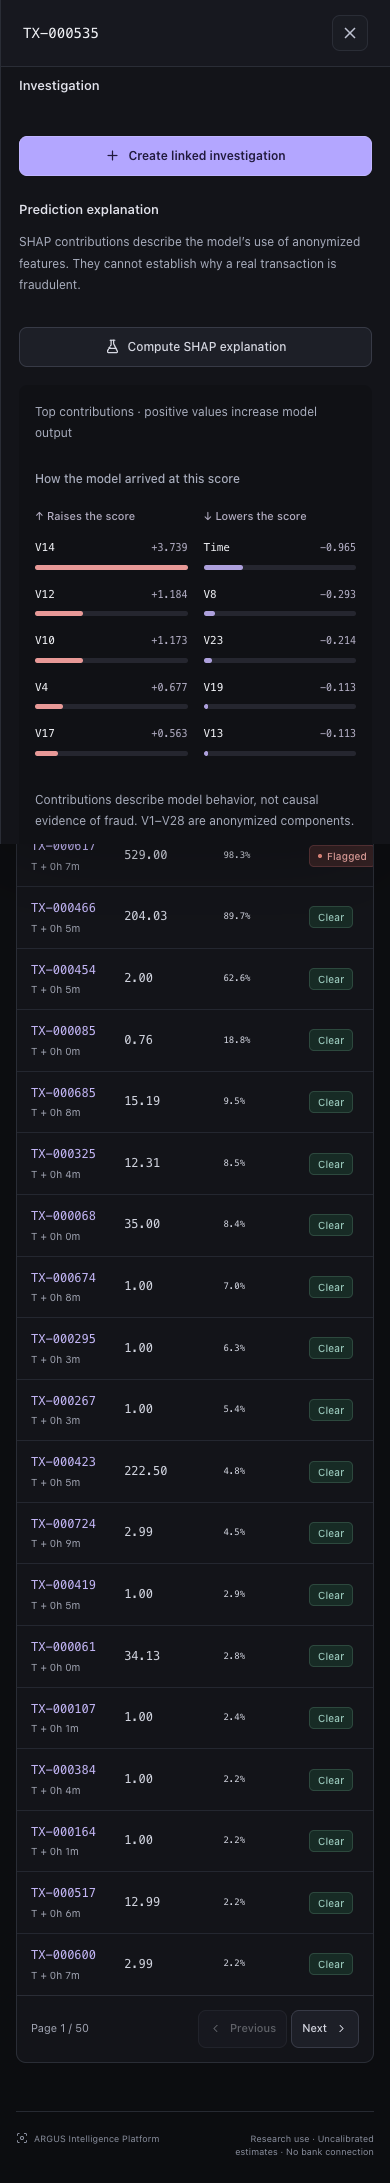 TX-000535
Investigation
Create linked investigation
Prediction explanation
SHAP contributions describe the model's use of anonymized
features. They cannot establish why a real transaction is
fraudulent.
Compute SHAP explanation
Top contributions · positive values increase model
output
How the model arrived at this score
↑ Raises the score ↓ Lowers the score
V14 +3.739 Time −0.965
V12 +1.184 V8 −0.293
V10 +1.173 V23 −0.214
V4 +0.677 V19 −0.113
V17 +0.563 V13 −0.113
Contributions describe model behavior, not causal
evidence of fraud. V1–V28 are anonymized components.
TX-000617 529.00 98.3% Flagged
T + 0h 7m
TX-000466 204.03 89.7% Clear
T + 0h 5m
TX-000454 2.00 62.6% Clear
T + 0h 5m
TX-000085 0.76 18.8% Clear
T + 0h 0m
TX-000685 15.19 9.5% Clear
T + 0h 8m
TX-000325 12.31 8.5% Clear
T + 0h 4m
TX-000068 35.00 8.4% Clear
T + 0h 0m
TX-000674 1.00 7.0% Clear
T + 0h 8m
TX-000295 1.00 6.3% Clear
T + 0h 3m
TX-000267 1.00 5.4% Clear
T + 0h 3m
TX-000423 222.50 4.8% Clear
T + 0h 5m
TX-000724 2.99 4.5% Clear
T + 0h 9m
TX-000419 1.00 2.9% Clear
T + 0h 5m
TX-000061 34.13 2.8% Clear
T + 0h 0m
TX-000107 1.00 2.4% Clear
T + 0h 1m
TX-000384 1.00 2.2% Clear
T + 0h 4m
TX-000164 1.00 2.2% Clear
T + 0h 1m
TX-000517 12.99 2.2% Clear
T + 0h 6m
TX-000600 2.99 2.2% Clear
T + 0h 7m
Page 1 / 50 Previous Next
ARGUS Intelligence Platform
Research use · Uncalibrated
estimates · No bank connection